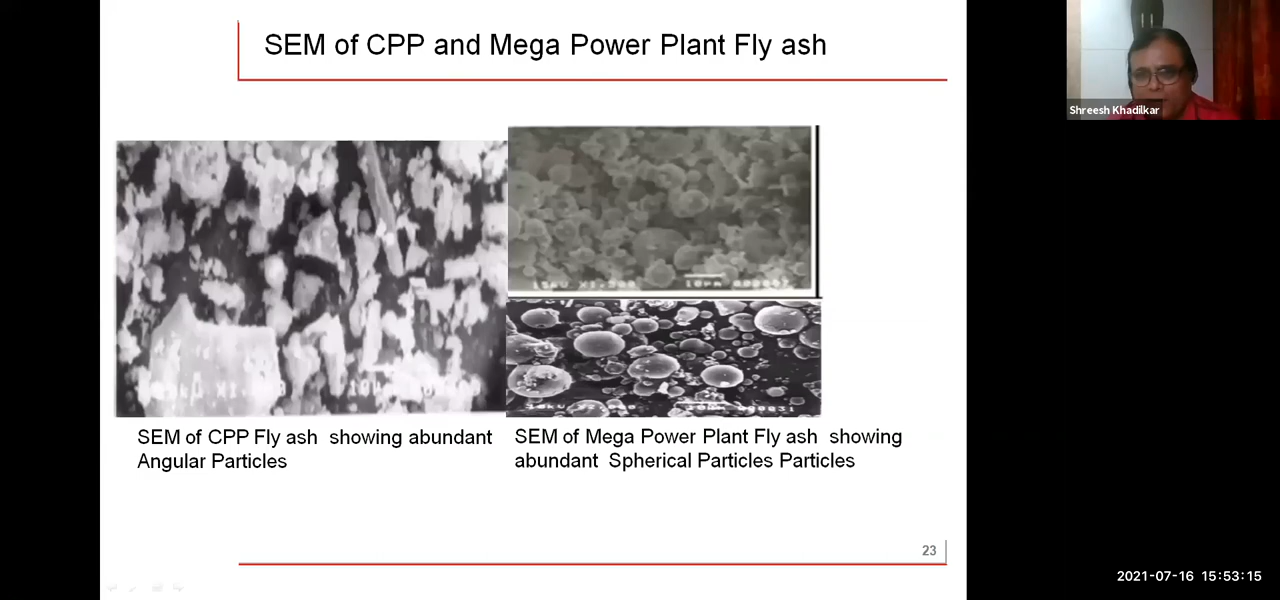 SEM of CPP and Mega Power Plant Fly ash
Shreesh Khadilkar
SEM of CPP Fly ash showing abundant
Angular Particles
SEM of Mega Power Plant Fly ash showing
abundant Spherical Particles Particles
23
2021-07-16 15:53:15